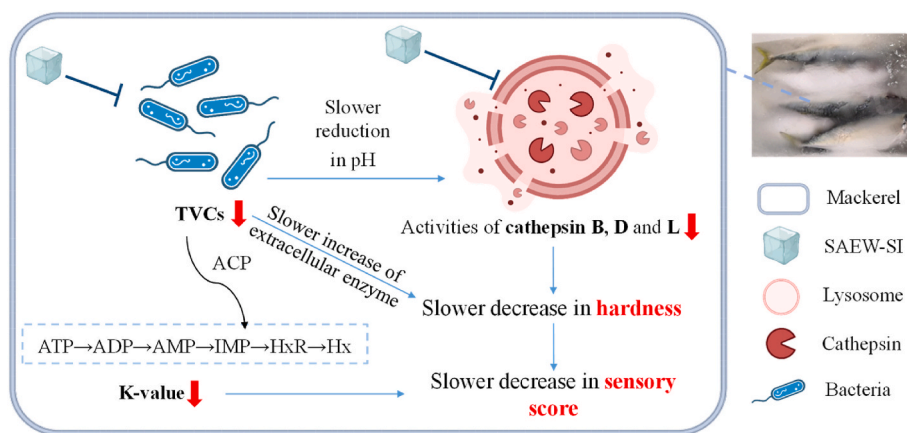 Slower
reduction
in pH
TVCs
Slower increase of
extracellular enzyme
Activities of cathepsin B, D and L
ACP
Slower decrease in hardness
ATP→ADP→AMP→IMP→HxR→Hx
K-value
Slower decrease in sensory
score
Mackerel
SAEW-SI
Lysosome
Cathepsin
Bacteria